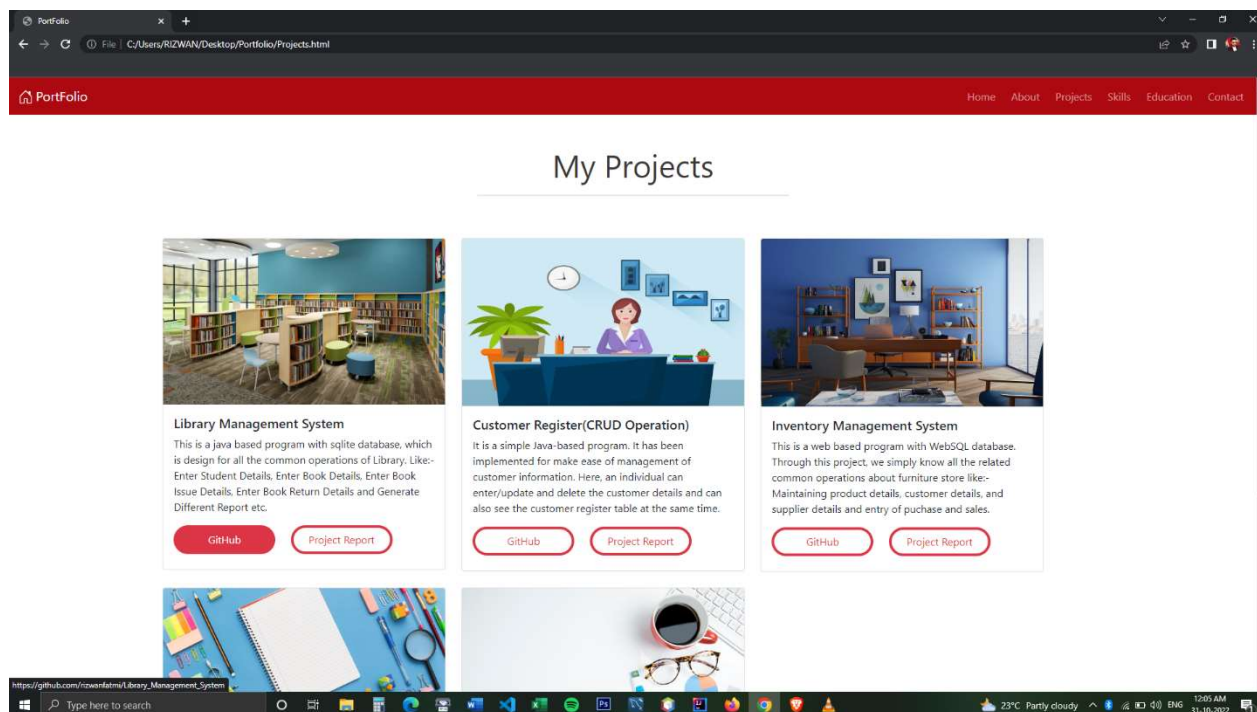 PortFolio
File | C:/Users/RIZWAN/Desktop/Portfolio/Projects.html
PortFolio
Home About Projects Skills Education Contact
My Projects
Library Management System
This is a java based program with sqlite database, which
is design for all the common operations of Library. Like:-
Enter Student Details, Enter Book Details, Enter Book
Issue Details, Enter Book Return Details and Generate
Different Report etc.
GitHub Project Report
Customer Register(CRUD Operation)
It is a simple Java-based program. It has been
implemented for make ease of management of
customer information. Here, an individual can
enter/update and delete the customer details and can
also see the customer register table at the same time.
GitHub Project Report
Inventory Management System
This is a web based program with WebSQL database.
Through this project, we simply know all the related
common operations about furniture store like:-
Maintaining product details, customer details, and
supplier details and entry of puchase and sales.
GitHub Project Report
https://github.com/rizwanfatmi/Library_Management_System
Type here to search
23°C Partly cloudy
ENG
12:05 AM
31-10-2022